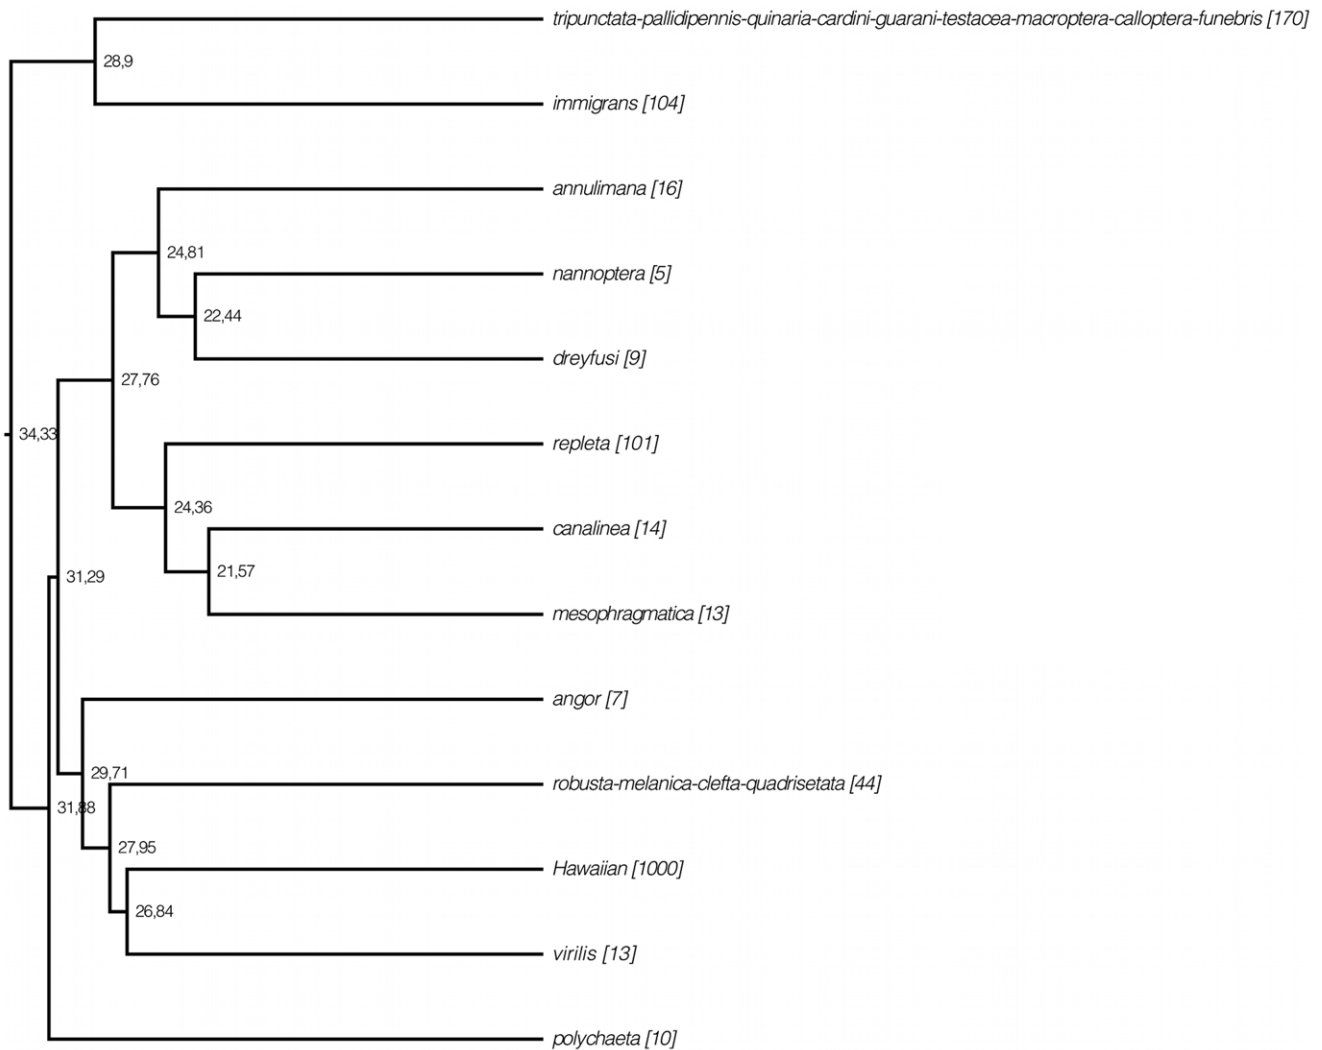 tripunctata-pallidipennis-quinaria-cardini-guarani-testacea-macroptera-calloptera-funebris [170]
28,9
immigrans [104]
annulimana [16]
24,81
nannoptera [5]
22,44
dreyfusi [9]
27,76
34,33
repleta [101]
24,36
canalinea [14]
21,57
31,29
mesophragmatica [13]
angor [7]
29,71
robusta-melanica-clefta-quadrisetata [44]
31,88
27,95
Hawaiian [1000]
26,84
virilis [13]
polychaeta [10]